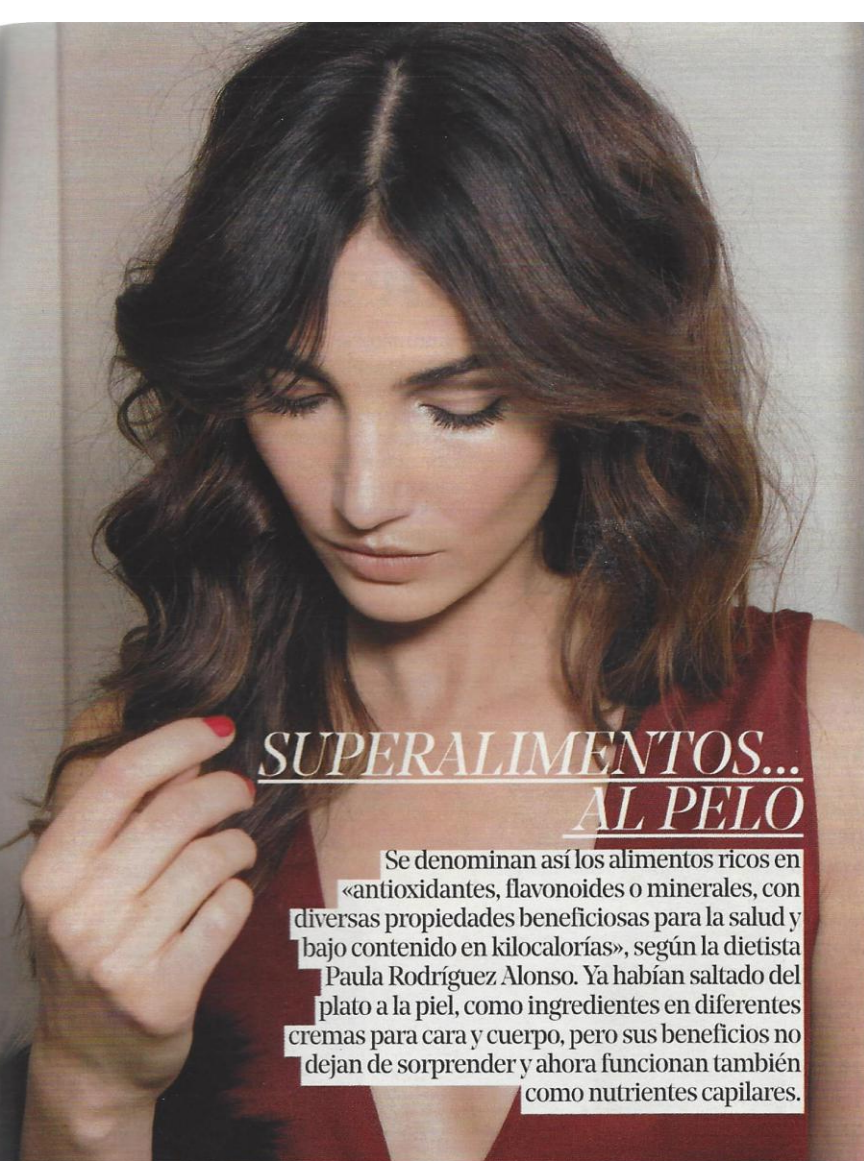 SUPERALIMENTOS...
AL PELO
Se denominan así los alimentos ricos en
«antioxidantes, flavonoides o minerales, con
diversas propiedades beneficiosas para la salud y
bajo contenido en kilocalorías», según la dietista
Paula Rodríguez Alonso. Ya habían saltado del
plato a la piel, como ingredientes en diferentes
cremas para cara y cuerpo, pero sus beneficios no
dejan de sorprender y ahora funcionan también
como nutrientes capilares.